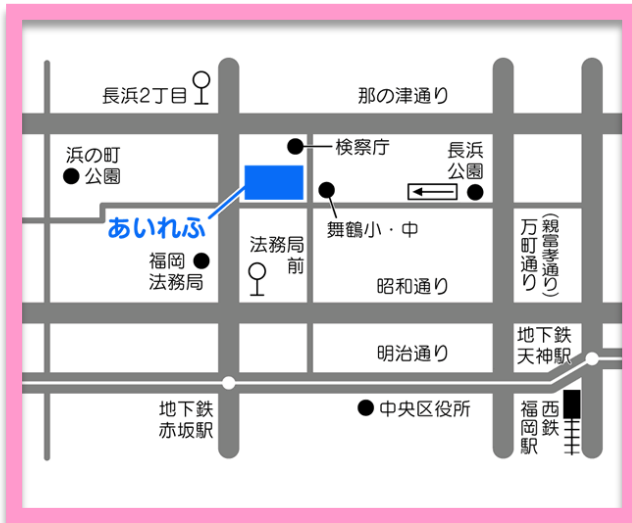 長浜2丁目
那の津通り
検察庁
浜の町
公園
長浜
公園
あいれふ
舞鶴小・中
福岡
法務局
法務局
前
昭和通り
万町通り
(親富孝通り)
明治通り
地下鉄
天神駅
地下鉄
赤坂駅
中央区役所
西鉄
福岡駅